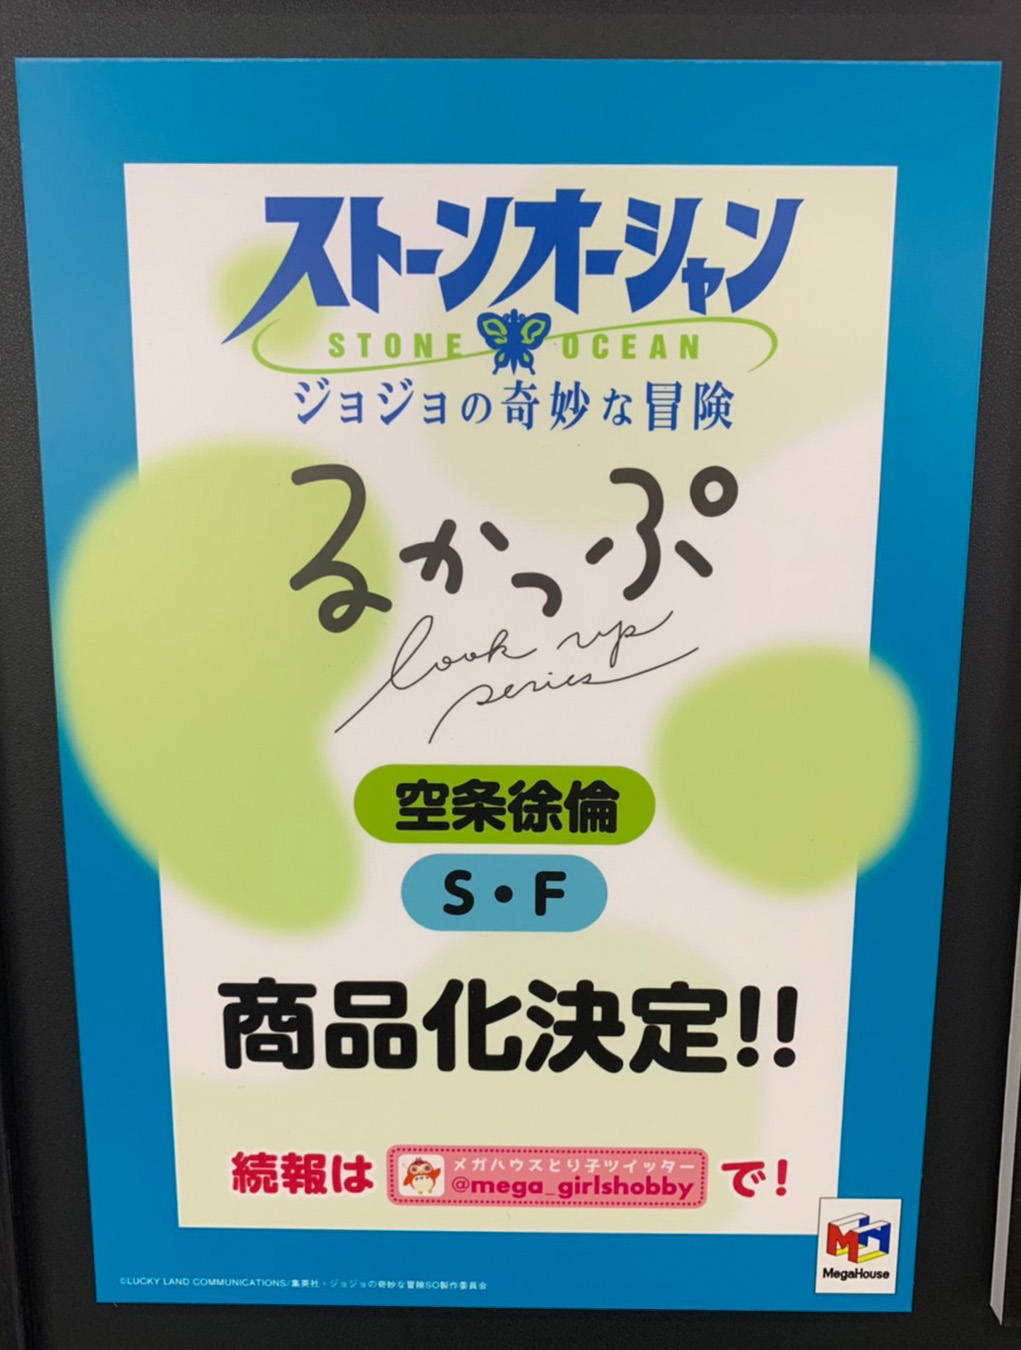 ストーンオーシャン
STONE OCEAN
ジョジョの奇妙な冒険
るかっぷ
look up
series
空条徐倫
S・F
商品化決定!!
続報は メガハウスとり子ツイッター @mega_girlshobby で!
MegaHouse
©LUCKY LAND COMMUNICATIONS/集英社・ジョジョの奇妙な冒険SO製作委員会